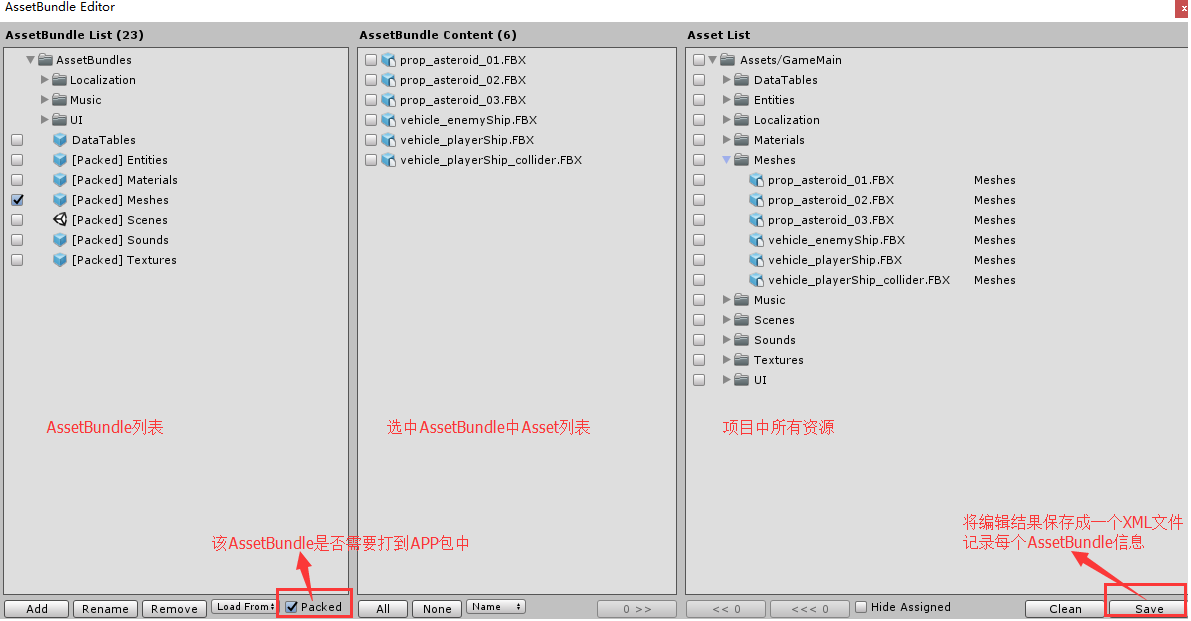 AssetBundle Editor
x
AssetBundle List (23)
AssetBundles
Localization
Music
UI
DataTables
[Packed] Entities
[Packed] Materials
[Packed] Meshes
[Packed] Scenes
[Packed] Sounds
[Packed] Textures
AssetBundle列表
AssetBundle Content (6)
prop_asteroid_01.FBX
prop_asteroid_02.FBX
prop_asteroid_03.FBX
vehicle_enemyShip.FBX
vehicle_playerShip.FBX
vehicle_playerShip_collider.FBX
选中AssetBundle中Asset列表
Asset List
Assets/GameMain
DataTables
Entities
Localization
Materials
Meshes
prop_asteroid_01.FBX Meshes
prop_asteroid_02.FBX Meshes
prop_asteroid_03.FBX Meshes
vehicle_enemyShip.FBX Meshes
vehicle_playerShip.FBX Meshes
vehicle_playerShip_collider.FBX Meshes
Music
Scenes
Sounds
Textures
UI
项目中所有资源
该AssetBundle是否需要打到APP包中
将编辑结果保存成一个XML文件
记录每个AssetBundle信息
Add Rename Remove Load From Packed All None Name 0 >> << 0 <<< 0 Hide Assigned Clean Save